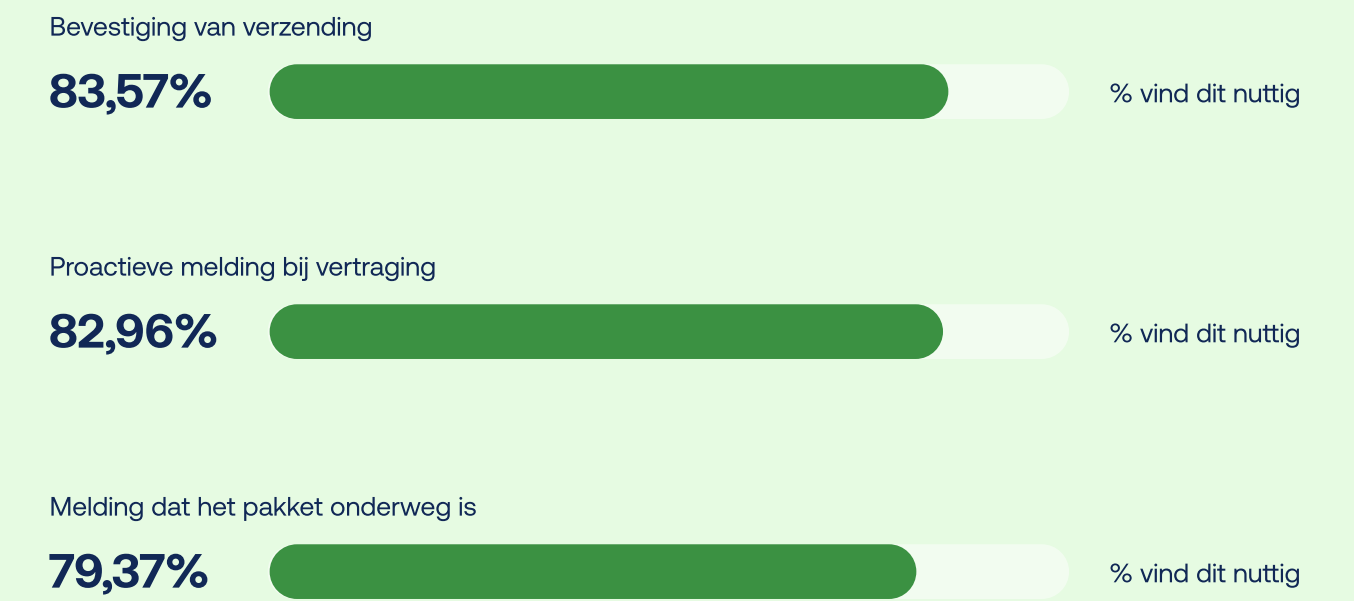 Bevestiging van verzending
83,57% % vind dit nuttig
Proactieve melding bij vertraging
82,96% % vind dit nuttig
Melding dat het pakket onderweg is
79,37% % vind dit nuttig